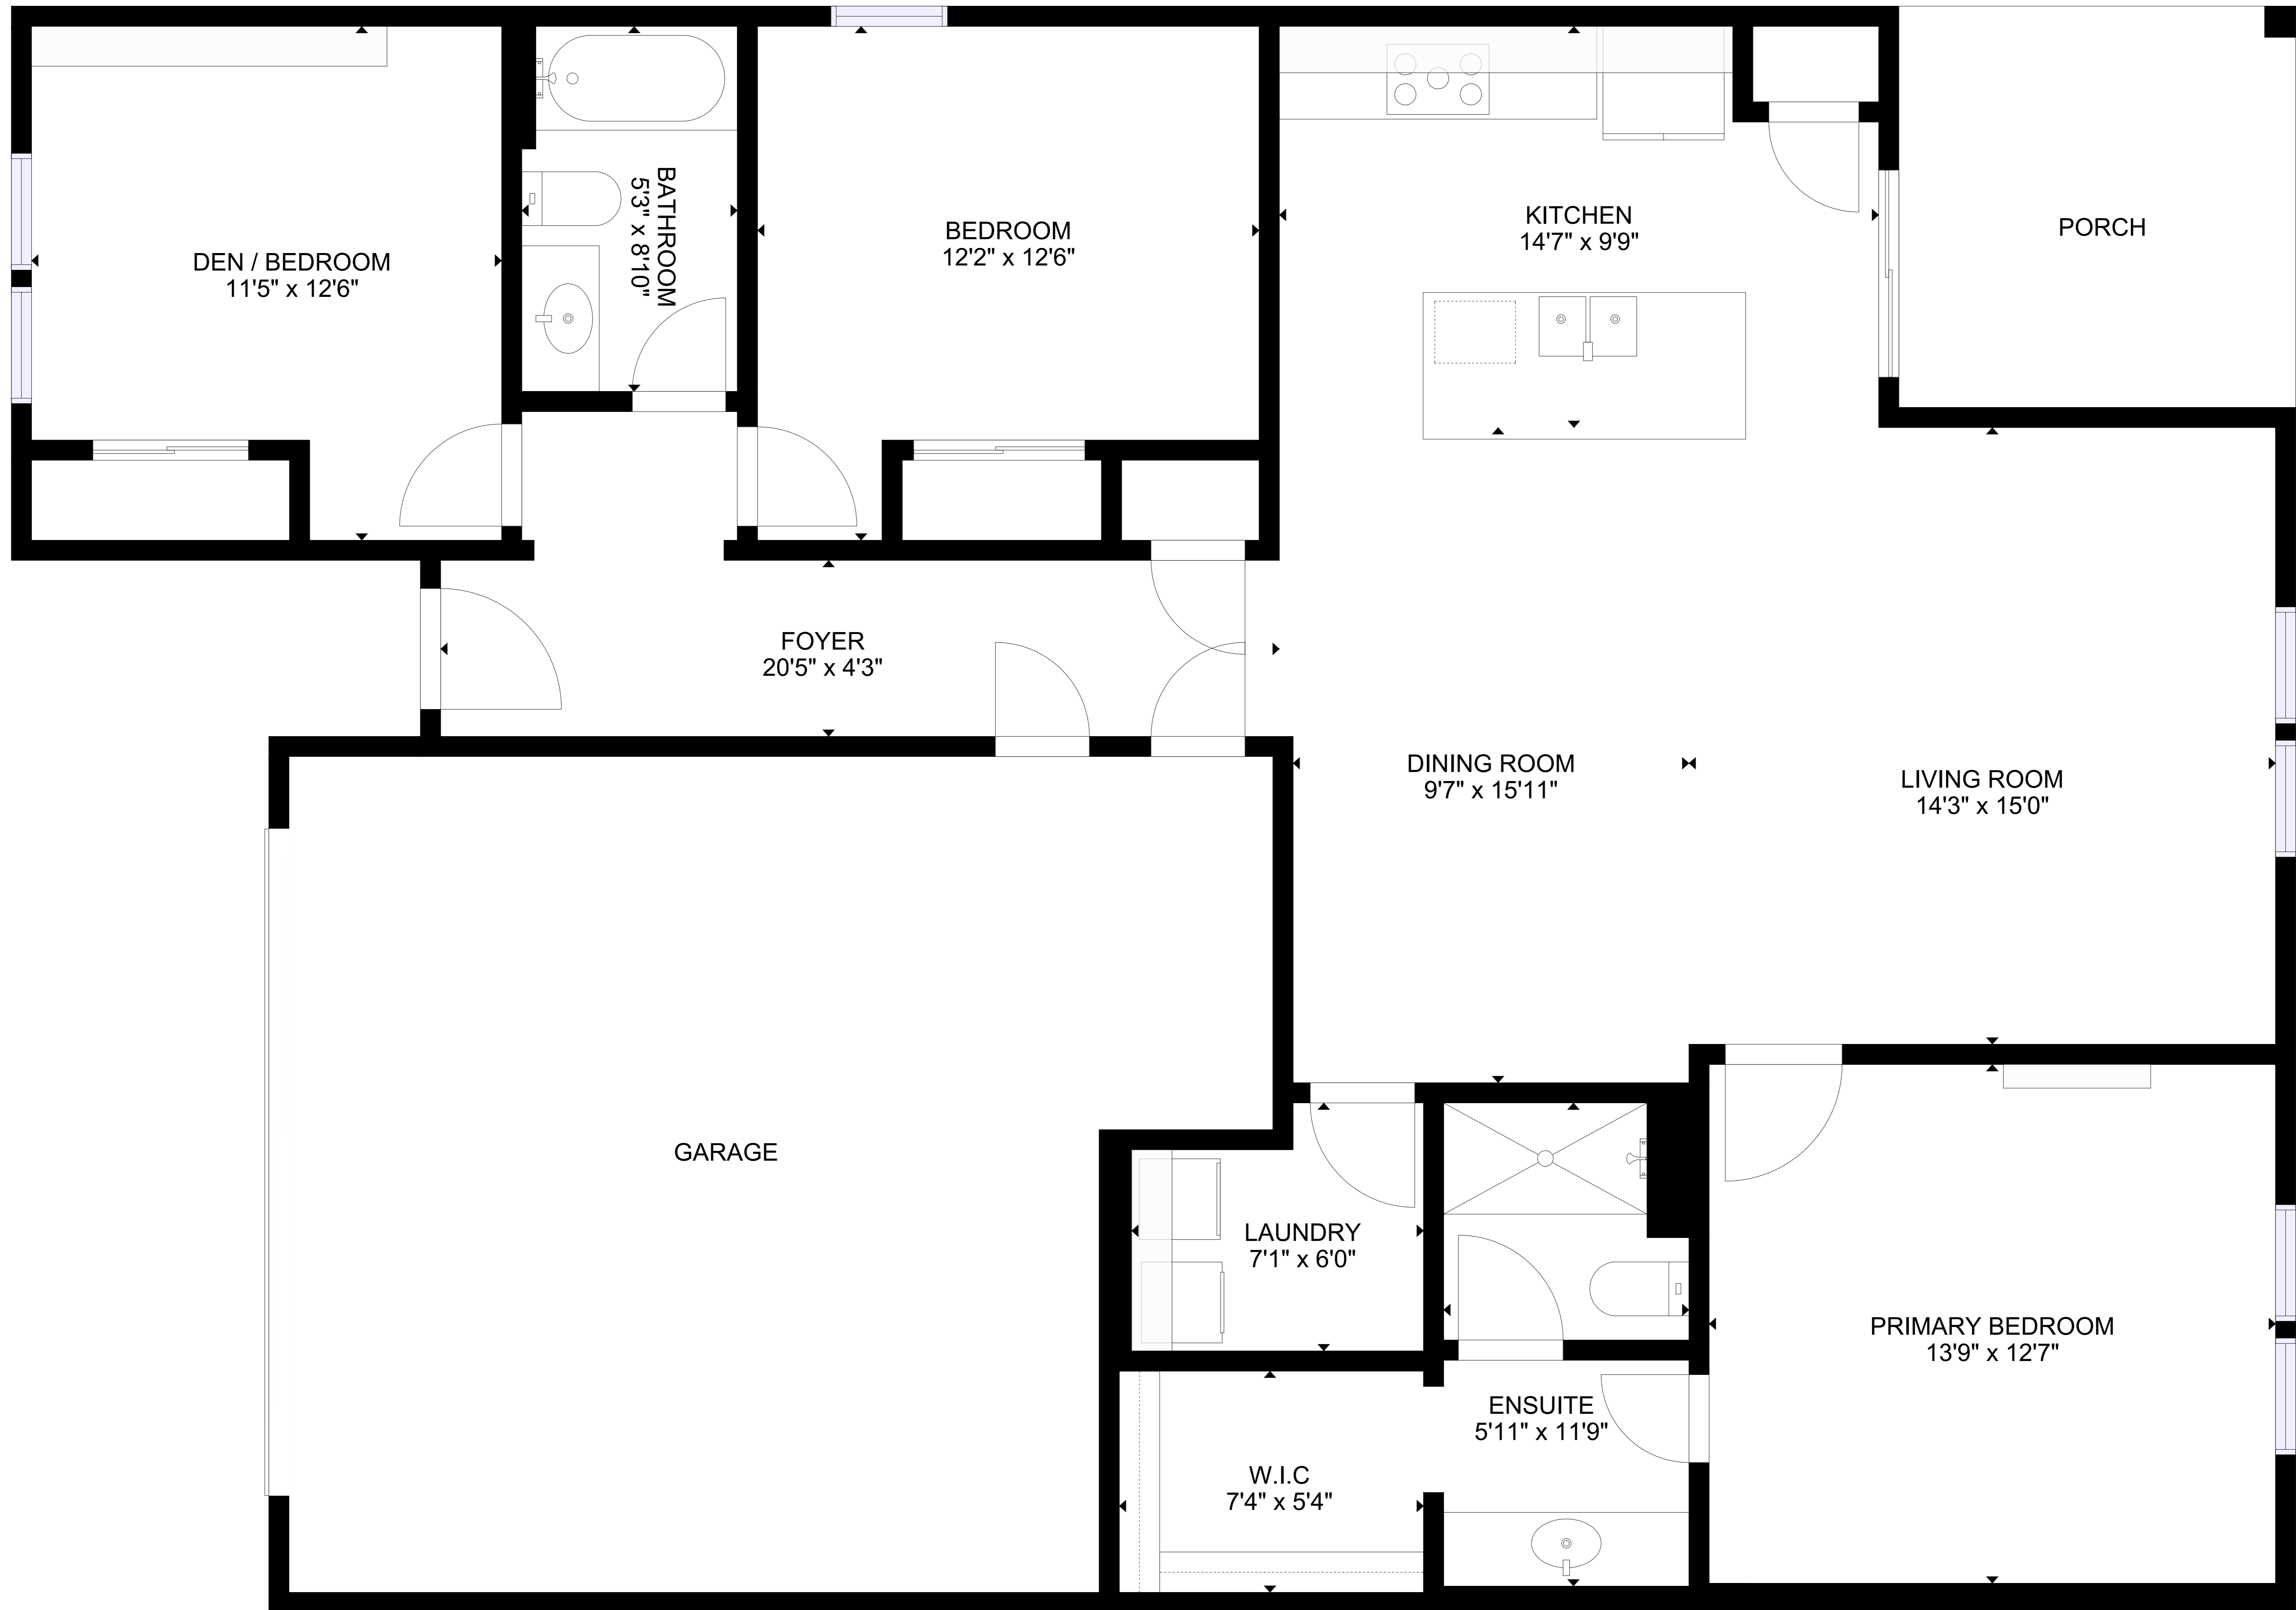 DEN / BEDROOM
11'5" x 12'6"
BATHROOM
5'3" x 8'10"
BEDROOM
12'2" x 12'6"
KITCHEN
14'7" x 9'9"
PORCH
FOYER
20'5" x 4'3"
DINING ROOM
9'7" x 15'11"
LIVING ROOM
14'3" x 15'0"
GARAGE
LAUNDRY
7'1" x 6'0"
PRIMARY BEDROOM
13'9" x 12'7"
ENSUITE
5'11" x 11'9"
W.I.C
7'4" x 5'4"